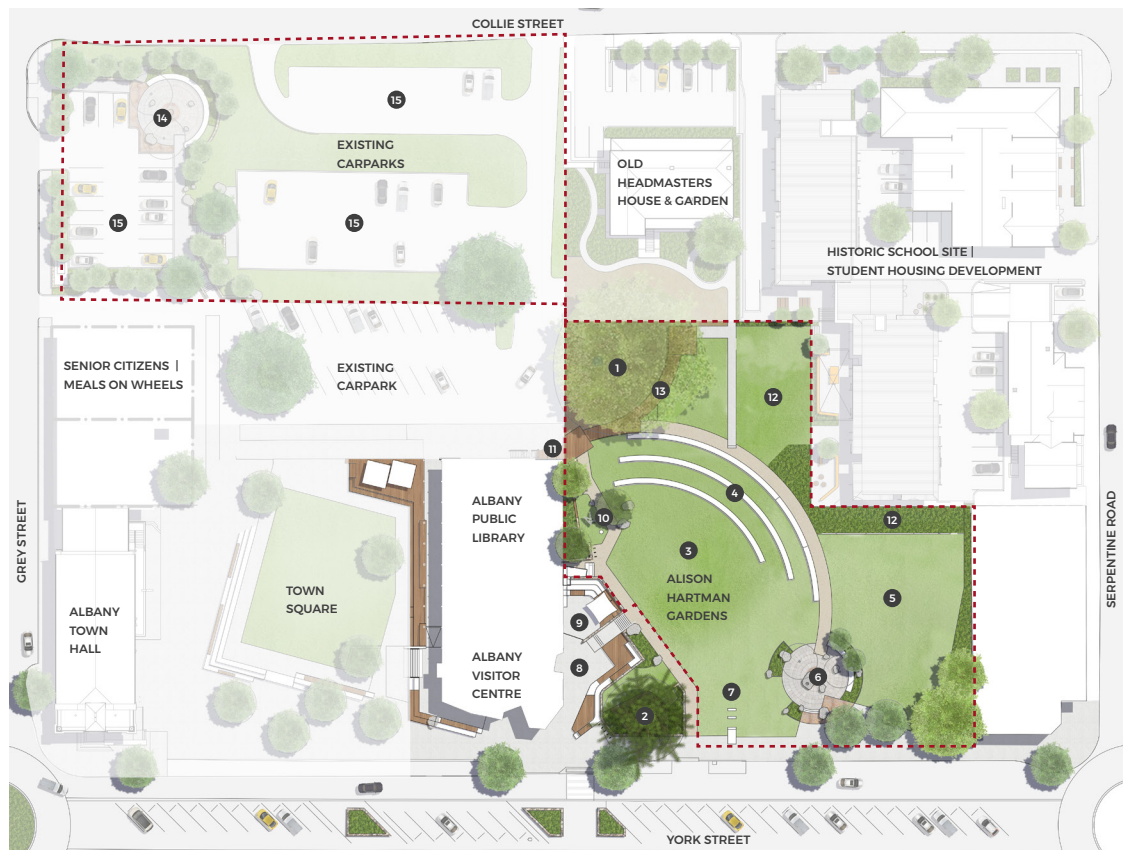 COLLIE STREET
14
15
EXISTING
CARPARKS
15
15
OLD
HEADMASTERS
HOUSE & GARDEN
HISTORIC SCHOOL SITE |
STUDENT HOUSING DEVELOPMENT
SENIOR CITIZENS |
MEALS ON WHEELS
EXISTING
CARPARK
1
13
12
11
4
10
12
3
ALISON
HARTMAN
GARDENS
5
ALBANY
PUBLIC
LIBRARY
GREY STREET
SERPENTINE ROAD
TOWN
SQUARE
ALBANY
TOWN
HALL
9
8
ALBANY
VISITOR
CENTRE
6
7
2
YORK STREET